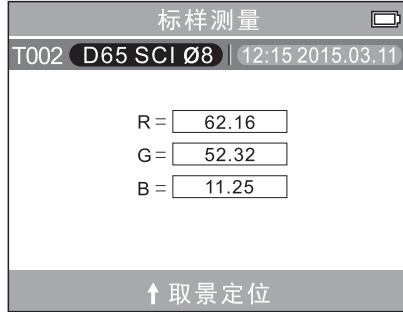 标样测量
T002 D65 SCI Ø8 12:15 2015.03.11
R = 62.16
G = 52.32
B = 11.25
↑取景定位